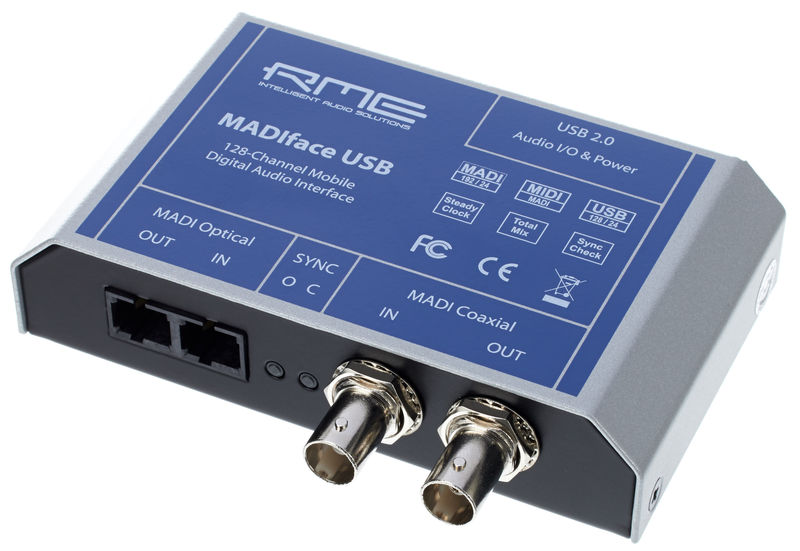 RME
INTELLIGENT AUDIO SOLUTIONS
MADIface USB
128-Channel Mobile
Digital Audio Interface
USB 2.0
Audio I/O & Power
MADI
192 / 24
MIDI
MADI
USB
128 / 24
Steady
Clock
Total
Mix
Sync
Check
FC
CE
MADI Optical
OUT
IN
SYNC
O C
MADI Coaxial
IN
OUT